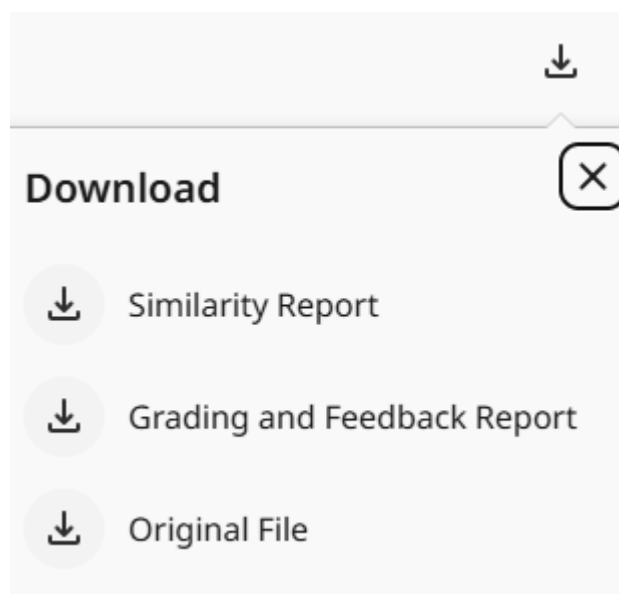 Download
Similarity Report
Grading and Feedback Report
Original File